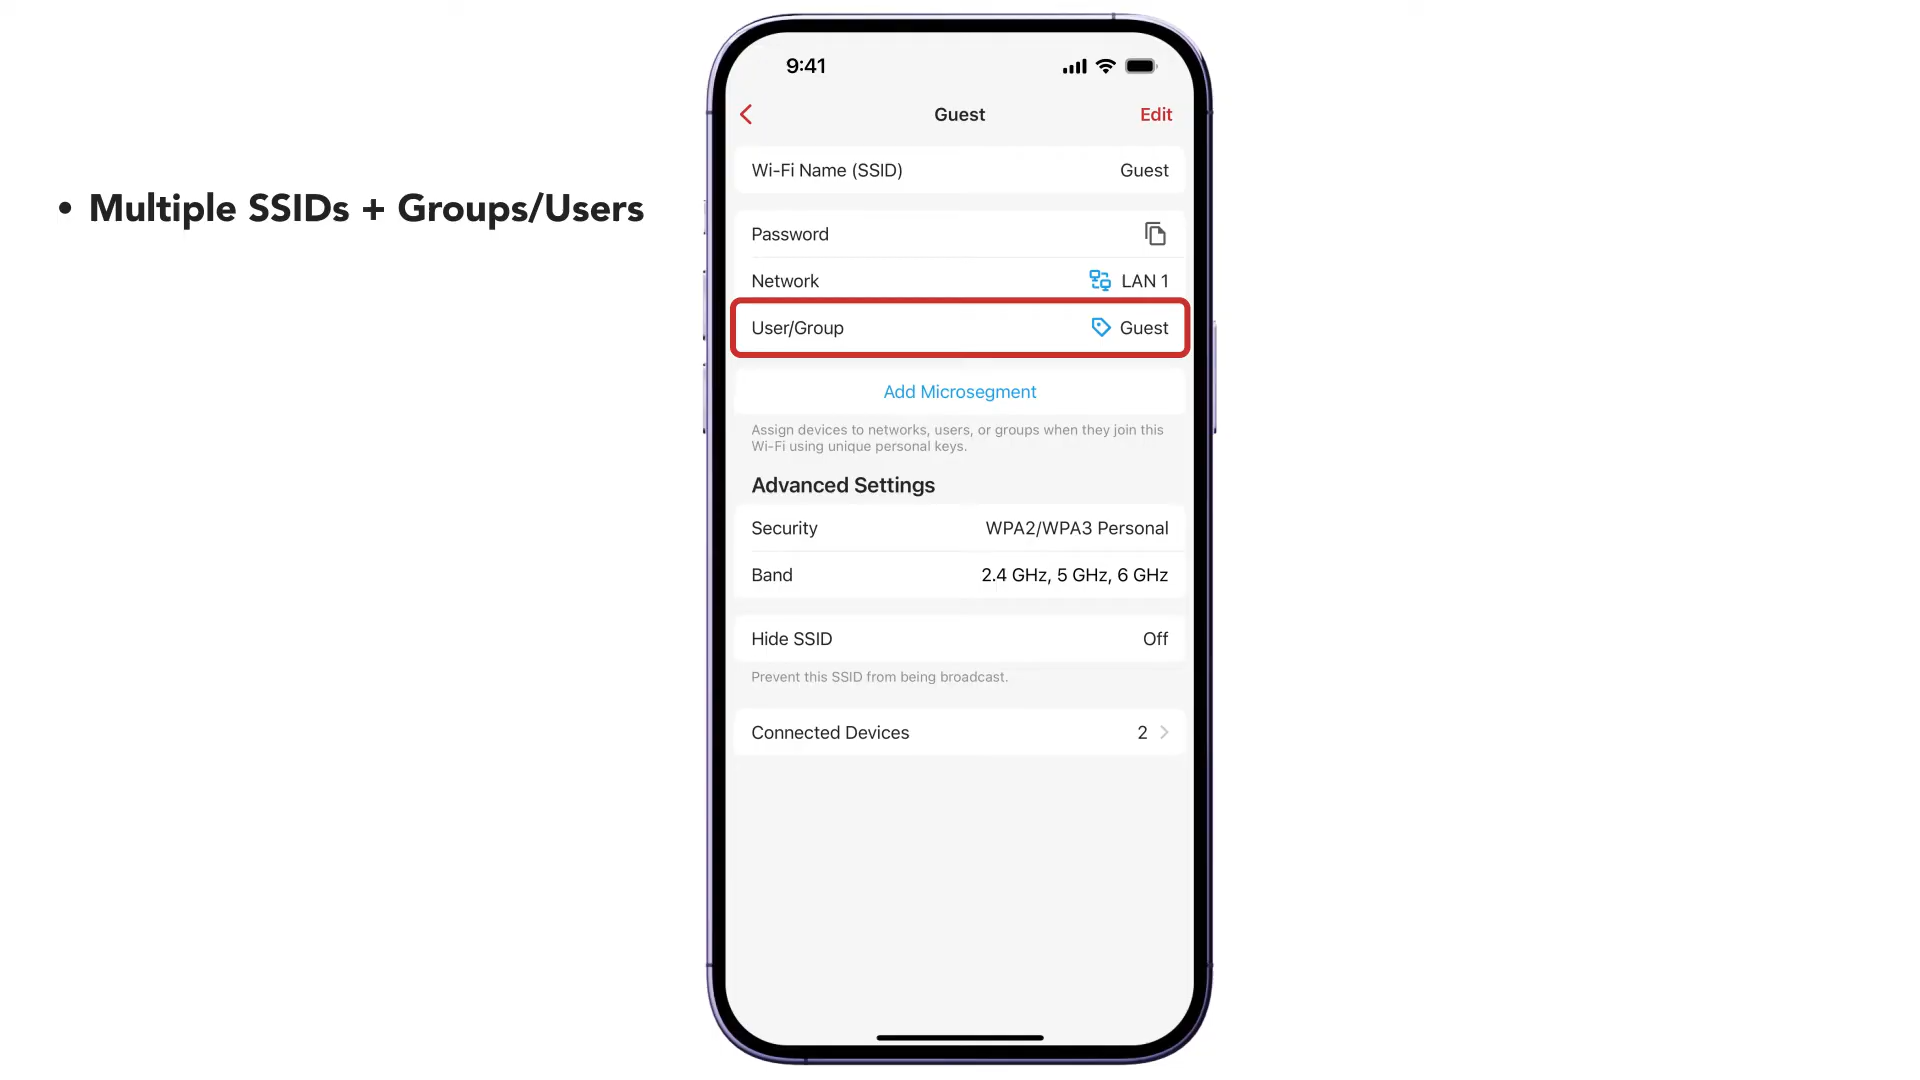 • Multiple SSIDs + Groups/Users
9:41
Guest
Edit
Wi-Fi Name (SSID) Guest
Password
Network LAN 1
User/Group Guest
Add Microsegment
Assign devices to networks, users, or groups when they join this
Wi-Fi using unique personal keys.
Advanced Settings
Security WPA2/WPA3 Personal
Band 2.4 GHz, 5 GHz, 6 GHz
Hide SSID Off
Prevent this SSID from being broadcast.
Connected Devices 2